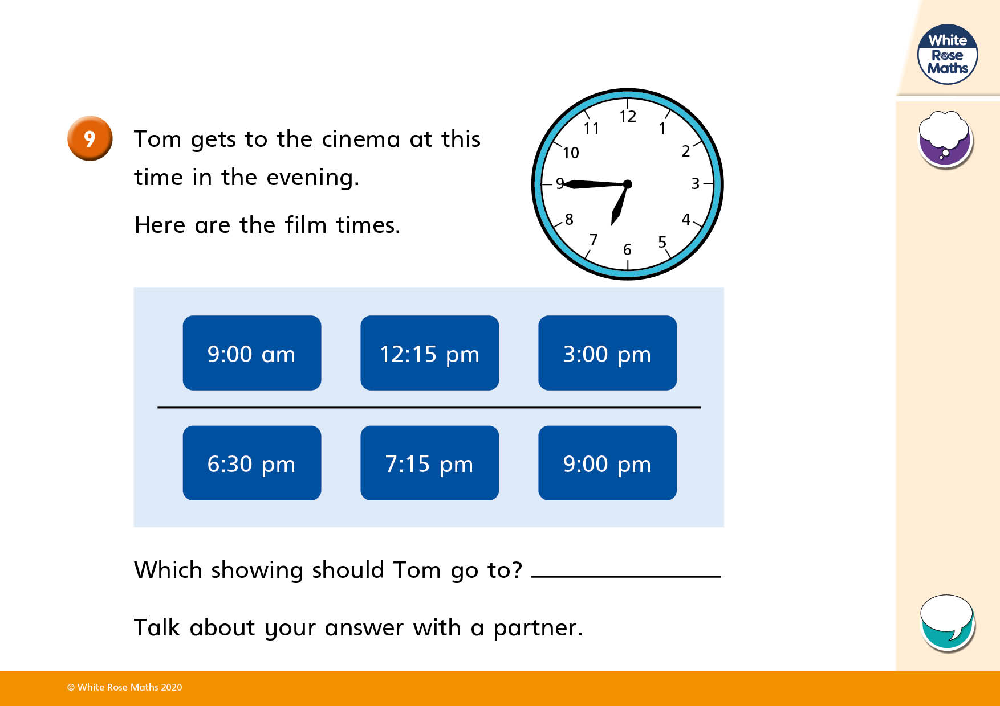 White
Rose
Maths
9
Tom gets to the cinema at this
time in the evening.
Here are the film times.
12
11
1
10
2
9
3
8
4
7
5
6
9:00 am
12:15 pm
3:00 pm
6:30 pm
7:15 pm
9:00 pm
Which showing should Tom go to?
Talk about your answer with a partner.
© White Rose Maths 2020